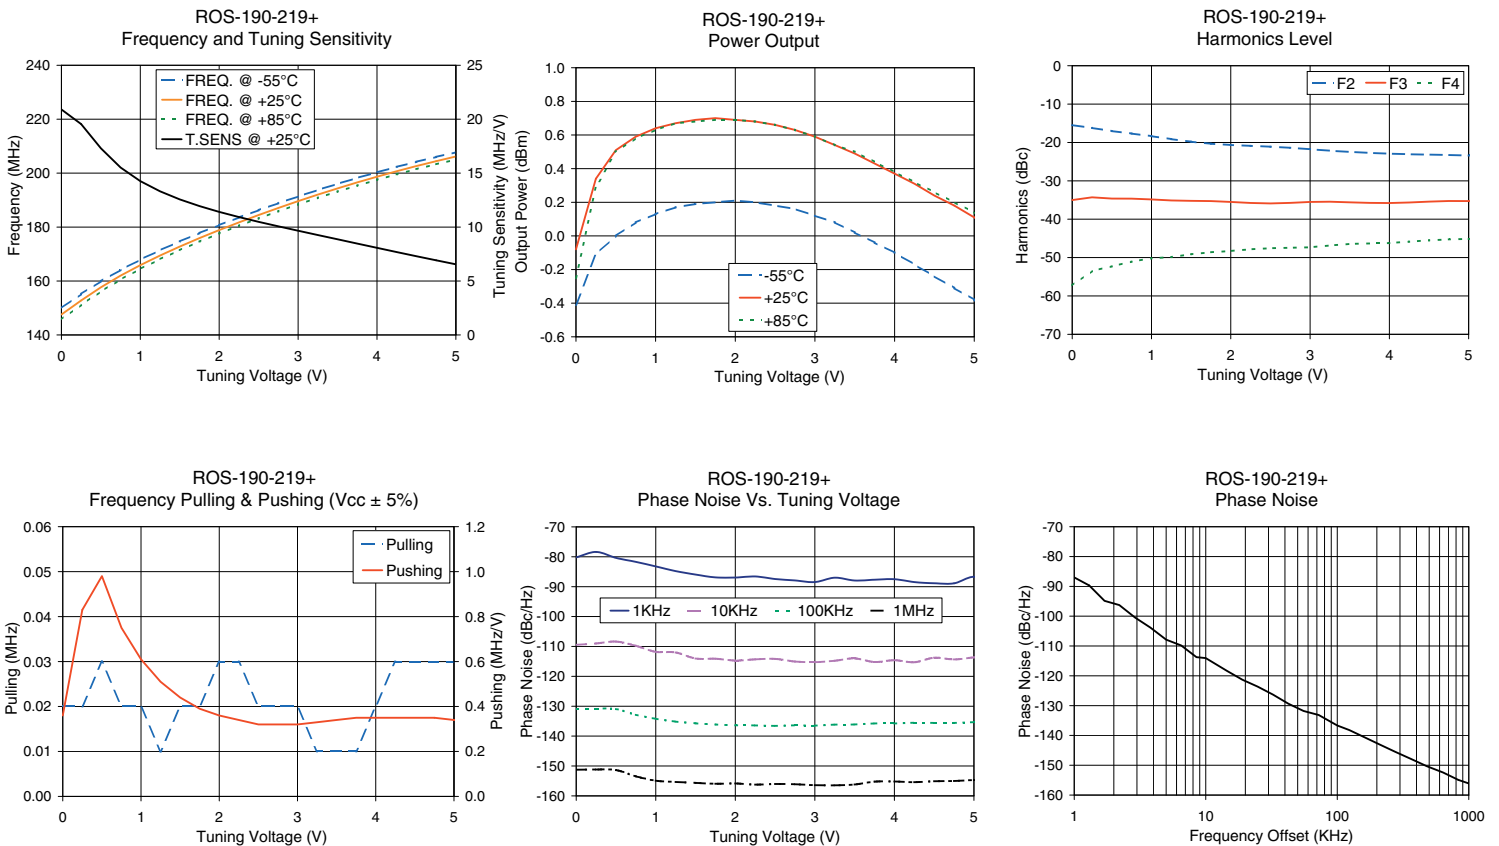 ROS-190-219+
Frequency and Tuning Sensitivity
240
220
200
180
160
140
25
20
15
10
5
0
FREQ. @ -55°C
FREQ. @ +25°C
FREQ. @ +85°C
T.SENS @ +25°C
Frequency (MHz)
Tuning Sensitivity (MHz/V)
0 1 2 3 4 5
Tuning Voltage (V)
ROS-190-219+
Power Output
1.0
0.8
0.6
0.4
0.2
0.0
-0.2
-0.4
-0.6
Output Power (dBm)
-55°C
+25°C
+85°C
0 1 2 3 4 5
Tuning Voltage (V)
ROS-190-219+
Harmonics Level
0
-10
-20
-30
-40
-50
-60
-70
F2 F3 F4
Harmonics (dBc)
0 1 2 3 4 5
Tuning Voltage (V)
ROS-190-219+
Frequency Pulling & Pushing (Vcc ± 5%)
0.06
0.05
0.04
0.03
0.02
0.01
0.00
1.2
1.0
0.8
0.6
0.4
0.2
0.0
Pulling
Pushing
Pulling (MHz)
Pushing (MHz/V)
0 1 2 3 4 5
Tuning Voltage (V)
ROS-190-219+
Phase Noise Vs. Tuning Voltage
-70
-80
-90
-100
-110
-120
-130
-140
-150
-160
1KHz 10KHz 100KHz 1MHz
Phase Noise (dBc/Hz)
0 1 2 3 4 5
Tuning Voltage (V)
ROS-190-219+
Phase Noise
-70
-80
-90
-100
-110
-120
-130
-140
-150
-160
Phase Noise (dBc/Hz)
1 10 100 1000
Frequency Offset (KHz)